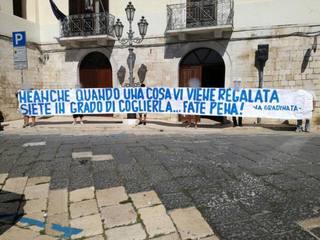 NEANCHE QUANDO UNA COSA VI VIENE REGALATA
SIETE IN GRADO DI COGLIERLA... FATE PENA! -LA GRADINATA-
P